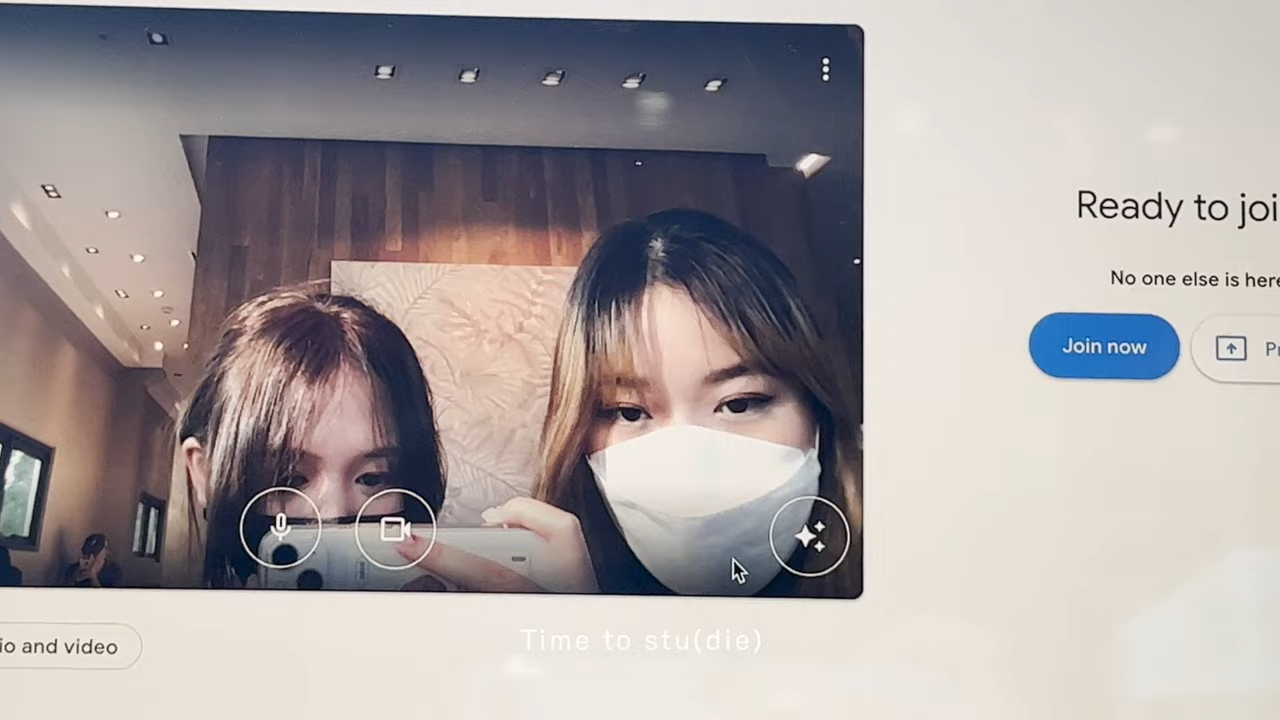 Ready to joi
No one else is here
Join now
Pr
io and video
Time to stu(die)